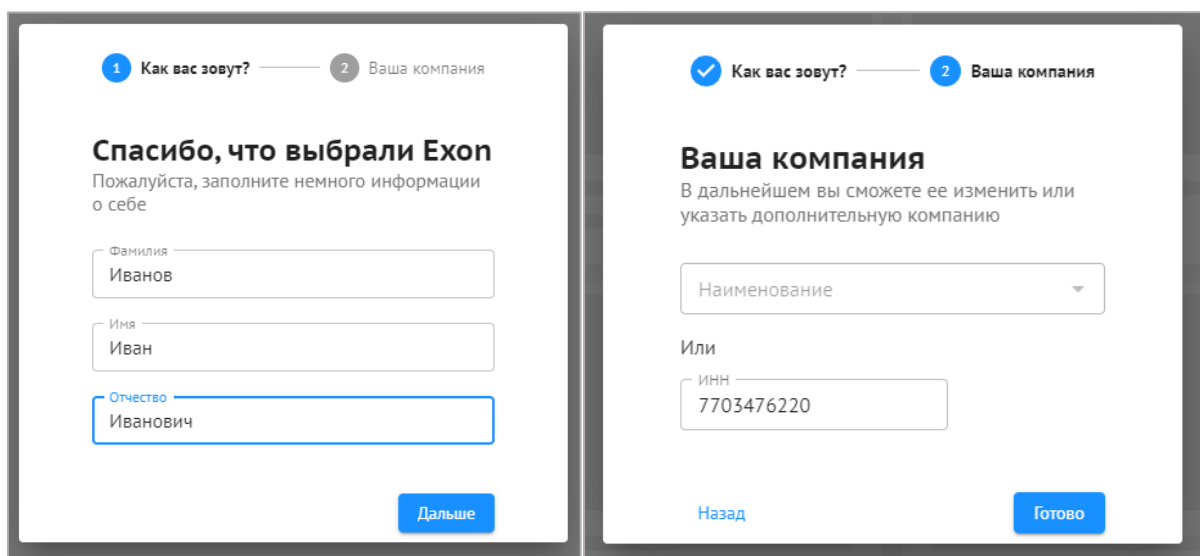 1 Как вас зовут? 2 Ваша компания
Спасибо, что выбрали Exon
Пожалуйста, заполните немного информации
о себе
Фамилия
Иванов
Имя
Иван
Отчество
Иванович
Дальше
Как вас зовут? 2 Ваша компания
Ваша компания
В дальнейшем вы сможете ее изменить или
указать дополнительную компанию
Наименование
Или
ИНН
7703476220
Назад Готово